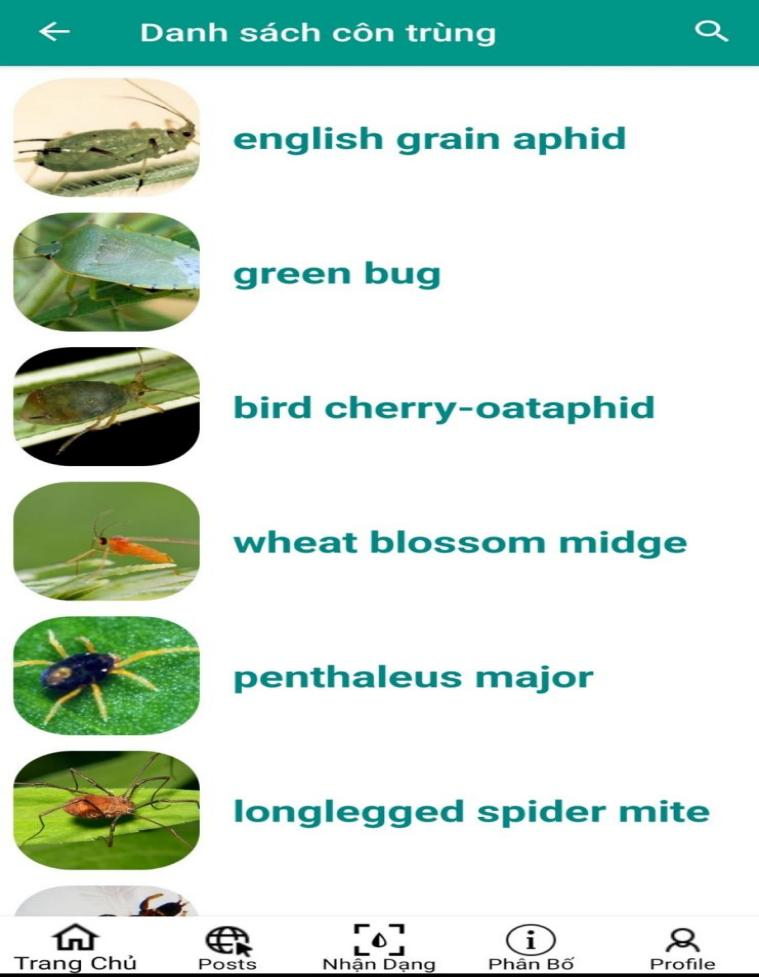 Danh sách côn trùng
english grain aphid
green bug
bird cherry-oataphid
wheat blossom midge
penthaleus major
longlegged spider mite
Trang Chủ
Posts
Nhận Dạng
Phân Bố
Profile